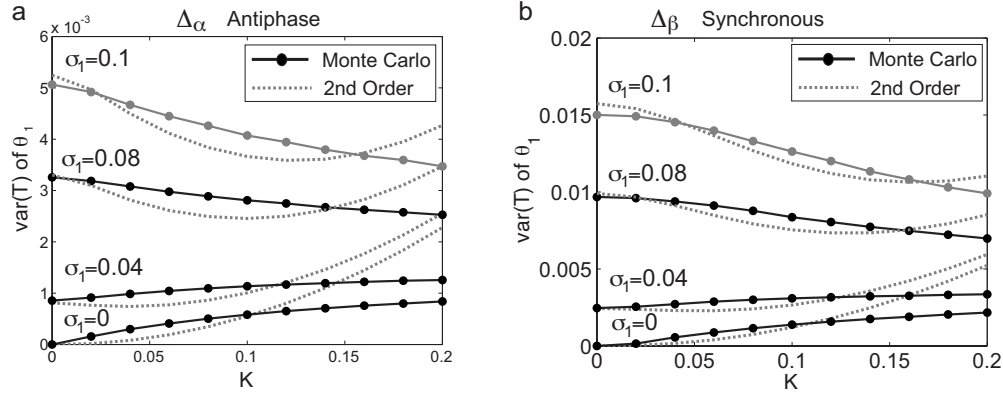 a
Δα Antiphase
x 10⁻³
6
5
4
3
2
1
0
σ₁=0.1
σ₁=0.08
σ₁=0.04
σ₁=0
Monte Carlo
2nd Order
var(T) of θ₁
0
0.05
0.1
0.15
0.2
K
b
Δβ Synchronous
0.02
0.015
0.01
0.005
0
σ₁=0.1
σ₁=0.08
σ₁=0.04
σ₁=0
Monte Carlo
2nd Order
var(T) of θ₁
0
0.05
0.1
0.15
0.2
K